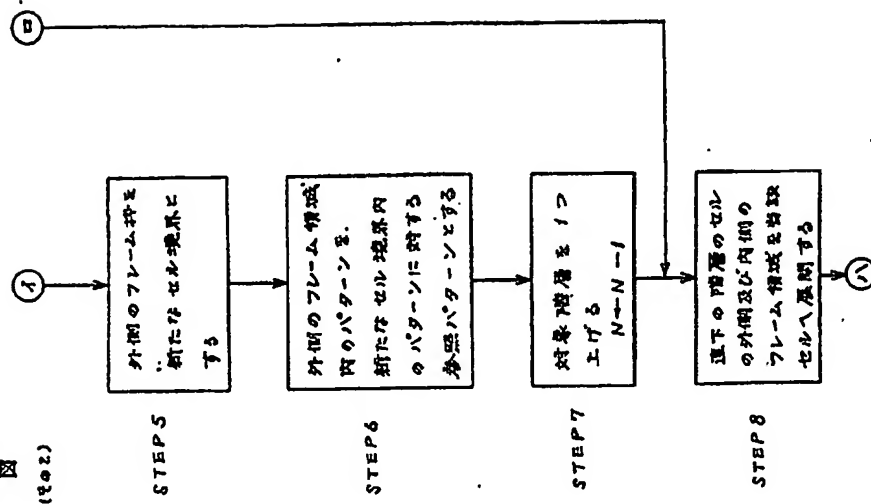 図
(その2)
イ
ロ
STEP5
外側のフレーム枠を
新たなセル境界と
する
STEP6
外側のフレーム領域
内のパターンを、
新たなセル境界内
のパターンに対する
参照パターンとする
STEP7
対象階層を1つ
上げる
N←N-1
STEP8
直下の階層のセル
の外側及び内側の
フレーム領域を当該
セルへ展開する
ハ